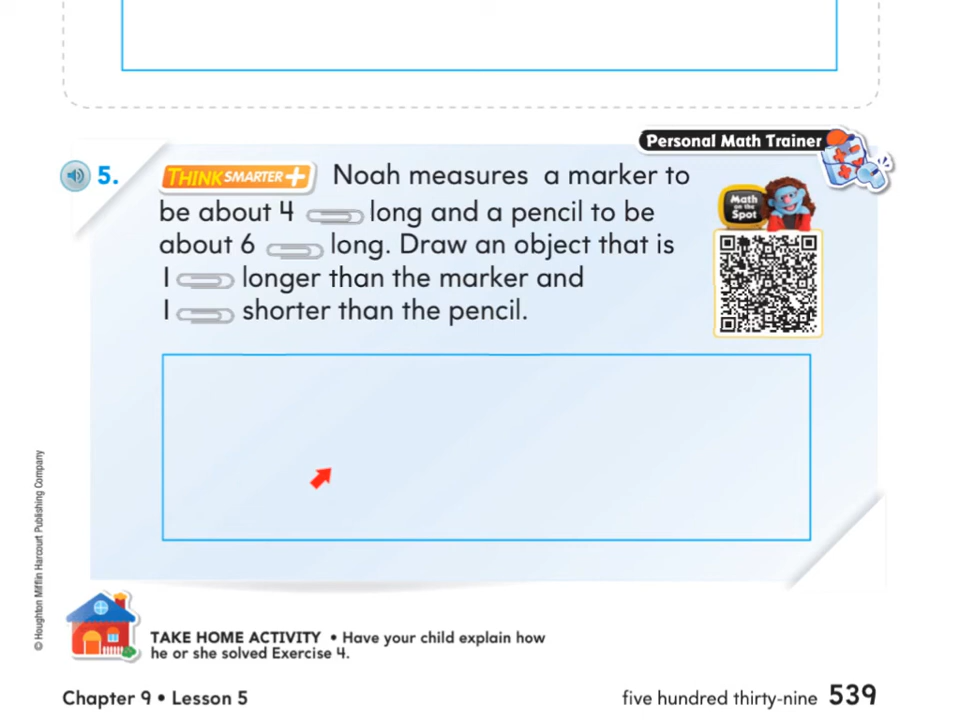 Personal Math Trainer
5. THINK SMARTER + Noah measures a marker to
be about 4 long and a pencil to be
about 6 long. Draw an object that is
1 longer than the marker and
1 shorter than the pencil.
Math
on the
Spot
© Houghton Mifflin Harcourt Publishing Company
TAKE HOME ACTIVITY • Have your child explain how
he or she solved Exercise 4.
Chapter 9 • Lesson 5
five hundred thirty-nine 539